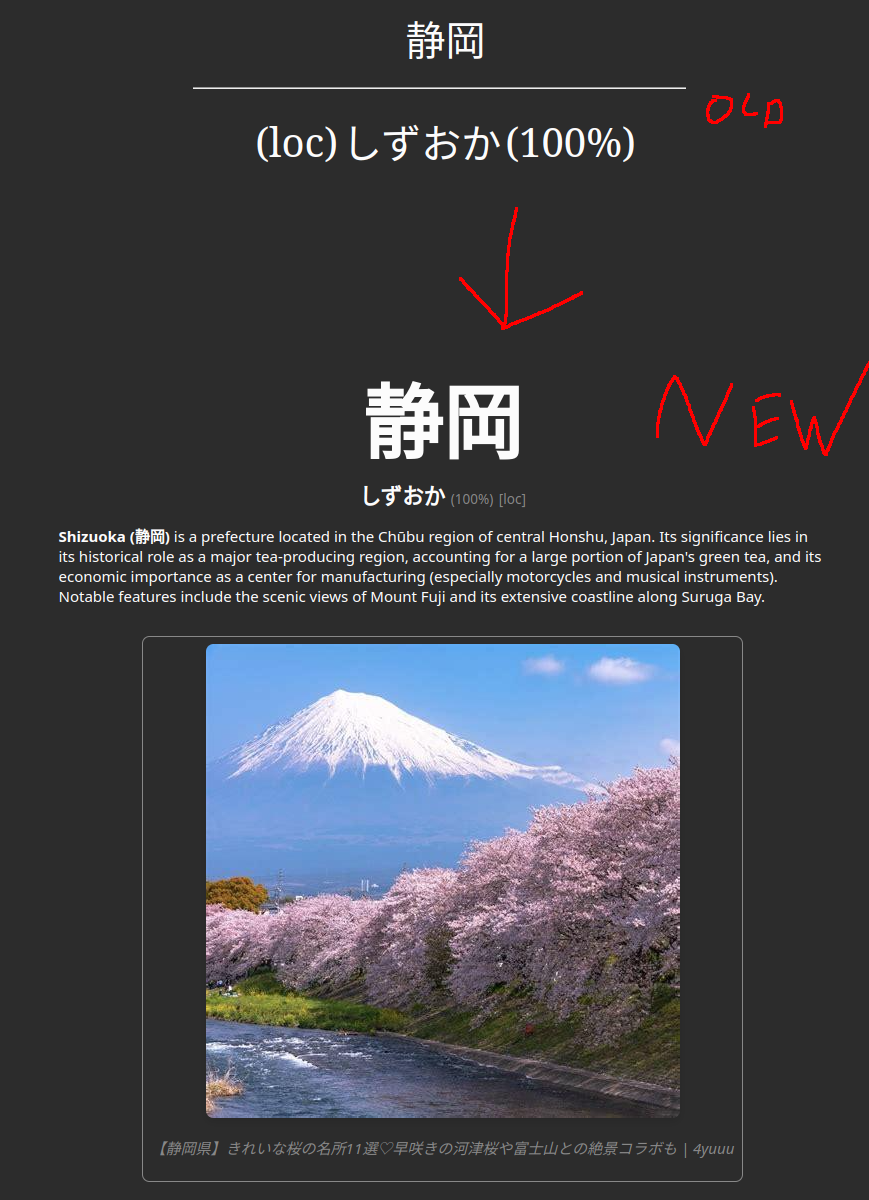 静岡
OLD
(loc)しずおか(100%)
静岡
NEW
しずおか (100%) [loc]
Shizuoka (静岡) is a prefecture located in the Chūbu region of central Honshu, Japan. Its significance lies in
its historical role as a major tea-producing region, accounting for a large portion of Japan's green tea, and its
economic importance as a center for manufacturing (especially motorcycles and musical instruments).
Notable features include the scenic views of Mount Fuji and its extensive coastline along Suruga Bay.
【静岡県】きれいな桜の名所11選♡早咲きの河津桜や富士山との絶景コラボも | 4yuuu